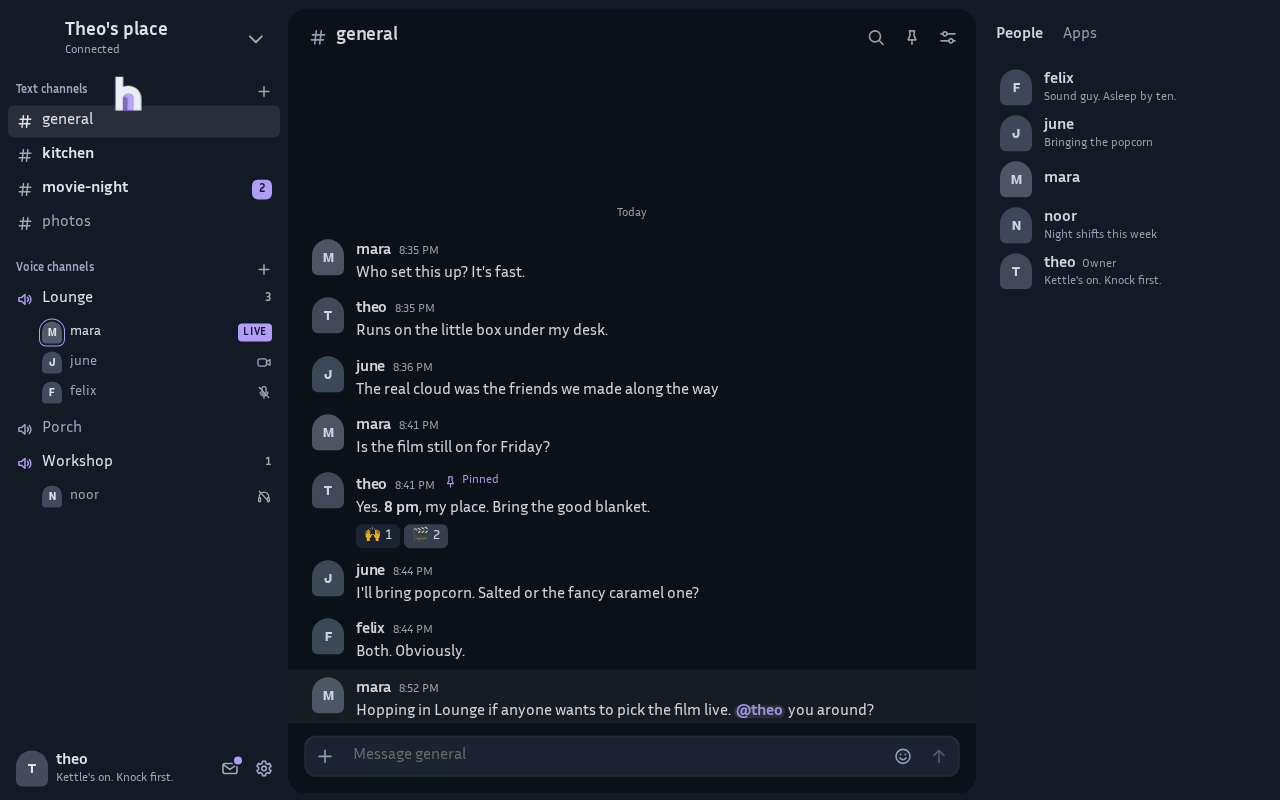 Theo's place
Connected
Text channels
h
# general
# kitchen
# movie-night 2
# photos
Voice channels
Lounge 3
M mara LIVE
J june
F felix
Porch
Workshop 1
N noor
T theo
Kettle's on. Knock first.
# general
Today
M mara 8:35 PM
Who set this up? It's fast.
T theo 8:35 PM
Runs on the little box under my desk.
J june 8:36 PM
The real cloud was the friends we made along the way
M mara 8:41 PM
Is the film still on for Friday?
T theo 8:41 PM Pinned
Yes. 8 pm, my place. Bring the good blanket.
🙌 1 🎬 2
J june 8:44 PM
I'll bring popcorn. Salted or the fancy caramel one?
F felix 8:44 PM
Both. Obviously.
M mara 8:52 PM
Hopping in Lounge if anyone wants to pick the film live. @theo you around?
Message general
People Apps
F felix
Sound guy. Asleep by ten.
J june
Bringing the popcorn
M mara
N noor
Night shifts this week
T theo Owner
Kettle's on. Knock first.